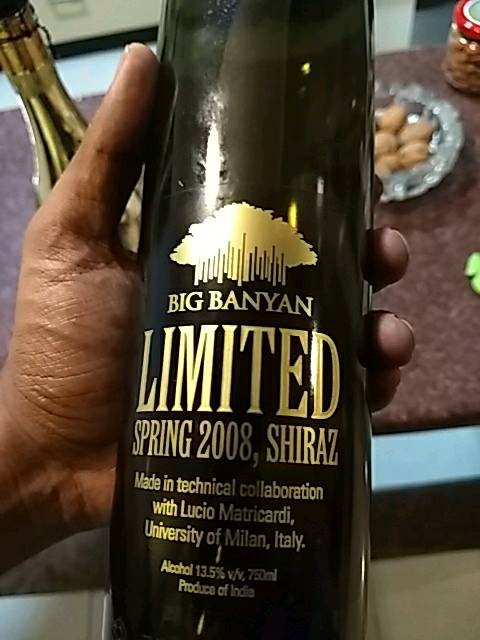 BIG BANYAN
LIMITED
SPRING 2008, SHIRAZ
Made in technical collaboration
with Lucio Matricardi,
University of Milan, Italy.
Alcohol 13.5% v/v, 750ml
Produce of India